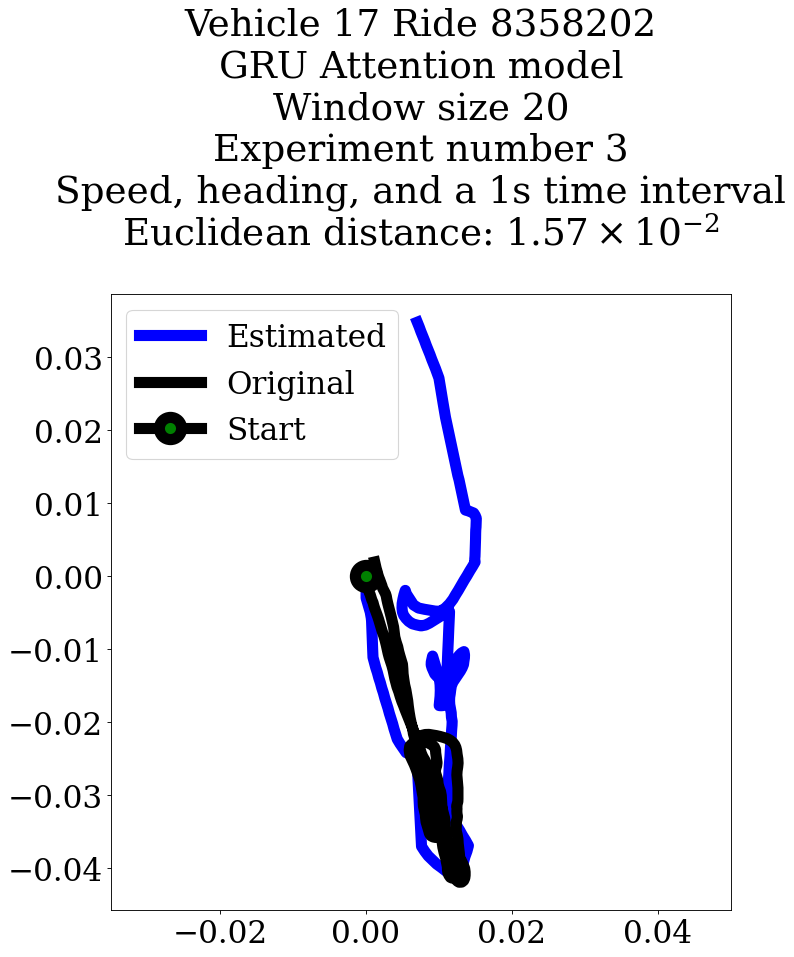 Vehicle 17 Ride 8358202
GRU Attention model
Window size 20
Experiment number 3
Speed, heading, and a 1s time interval
Euclidean distance: 1.57 × 10⁻²
Estimated
Original
Start
0.03
0.02
0.01
0.00
−0.01
−0.02
−0.03
−0.04
−0.02 0.00 0.02 0.04